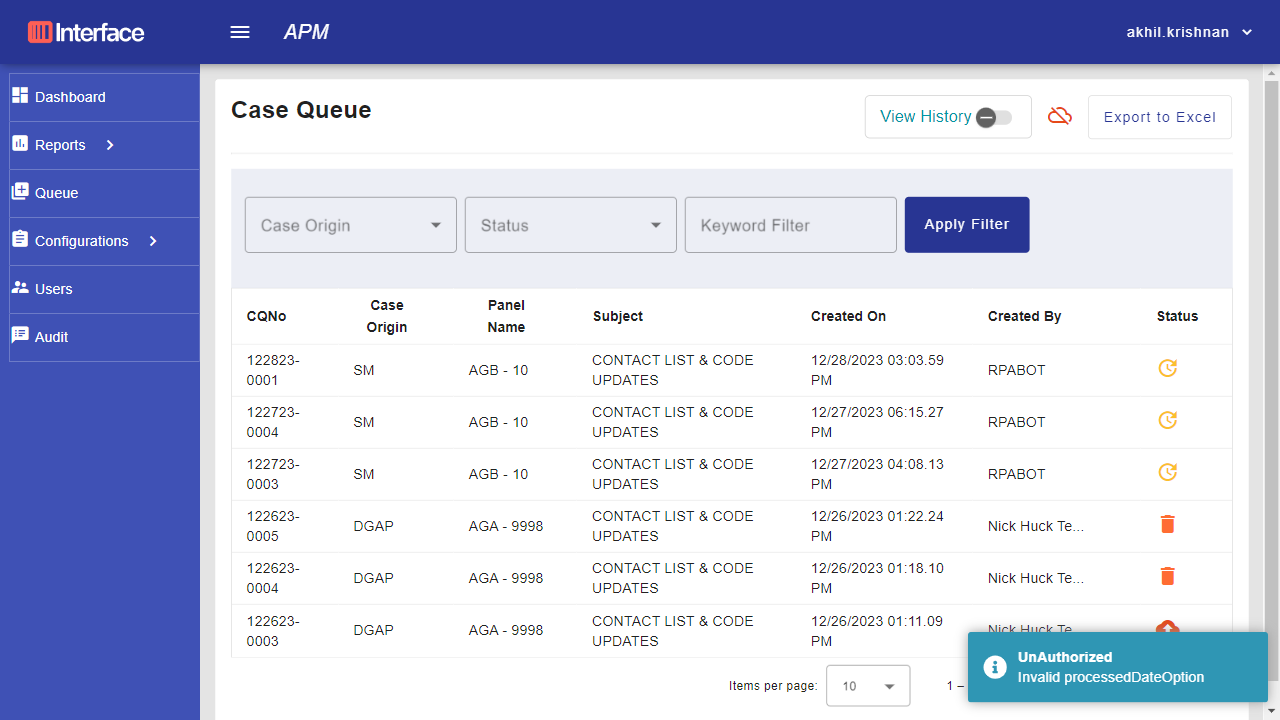 Interface
APM
akhil.krishnan
Dashboard
Reports
Queue
Configurations
Users
Audit
Case Queue
View History
Export to Excel
Case Origin
Status
Keyword Filter
Apply Filter
CQNo
Case
Origin
Panel
Name
Subject
Created On
Created By
Status
122823-
0001
SM
AGB - 10
CONTACT LIST & CODE
UPDATES
12/28/2023 03:03.59
PM
RPABOT
122723-
0004
SM
AGB - 10
CONTACT LIST & CODE
UPDATES
12/27/2023 06:15.27
PM
RPABOT
122723-
0003
SM
AGB - 10
CONTACT LIST & CODE
UPDATES
12/27/2023 04:08.13
PM
RPABOT
122623-
0005
DGAP
AGA - 9998
CONTACT LIST & CODE
UPDATES
12/26/2023 01:22.24
PM
Nick Huck Te...
122623-
0004
DGAP
AGA - 9998
CONTACT LIST & CODE
UPDATES
12/26/2023 01:18.10
PM
Nick Huck Te...
122623-
0003
DGAP
AGA - 9998
CONTACT LIST & CODE
UPDATES
12/26/2023 01:11.09
PM
Nick Huck Te...
Items per page:
10
1 –
UnAuthorized
Invalid processedDateOption